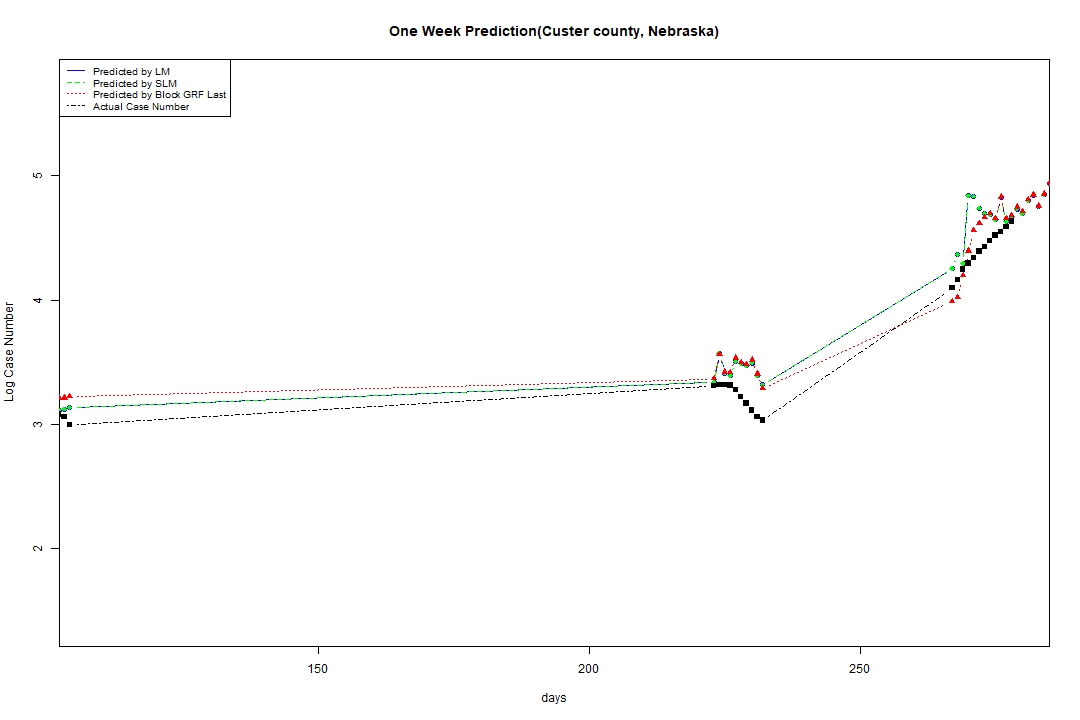 One Week Prediction(Custer county, Nebraska)
Predicted by LM
Predicted by SLM
Predicted by Block GRF Last
Actual Case Number
5
4
3
2
Log Case Number
150
200
250
days